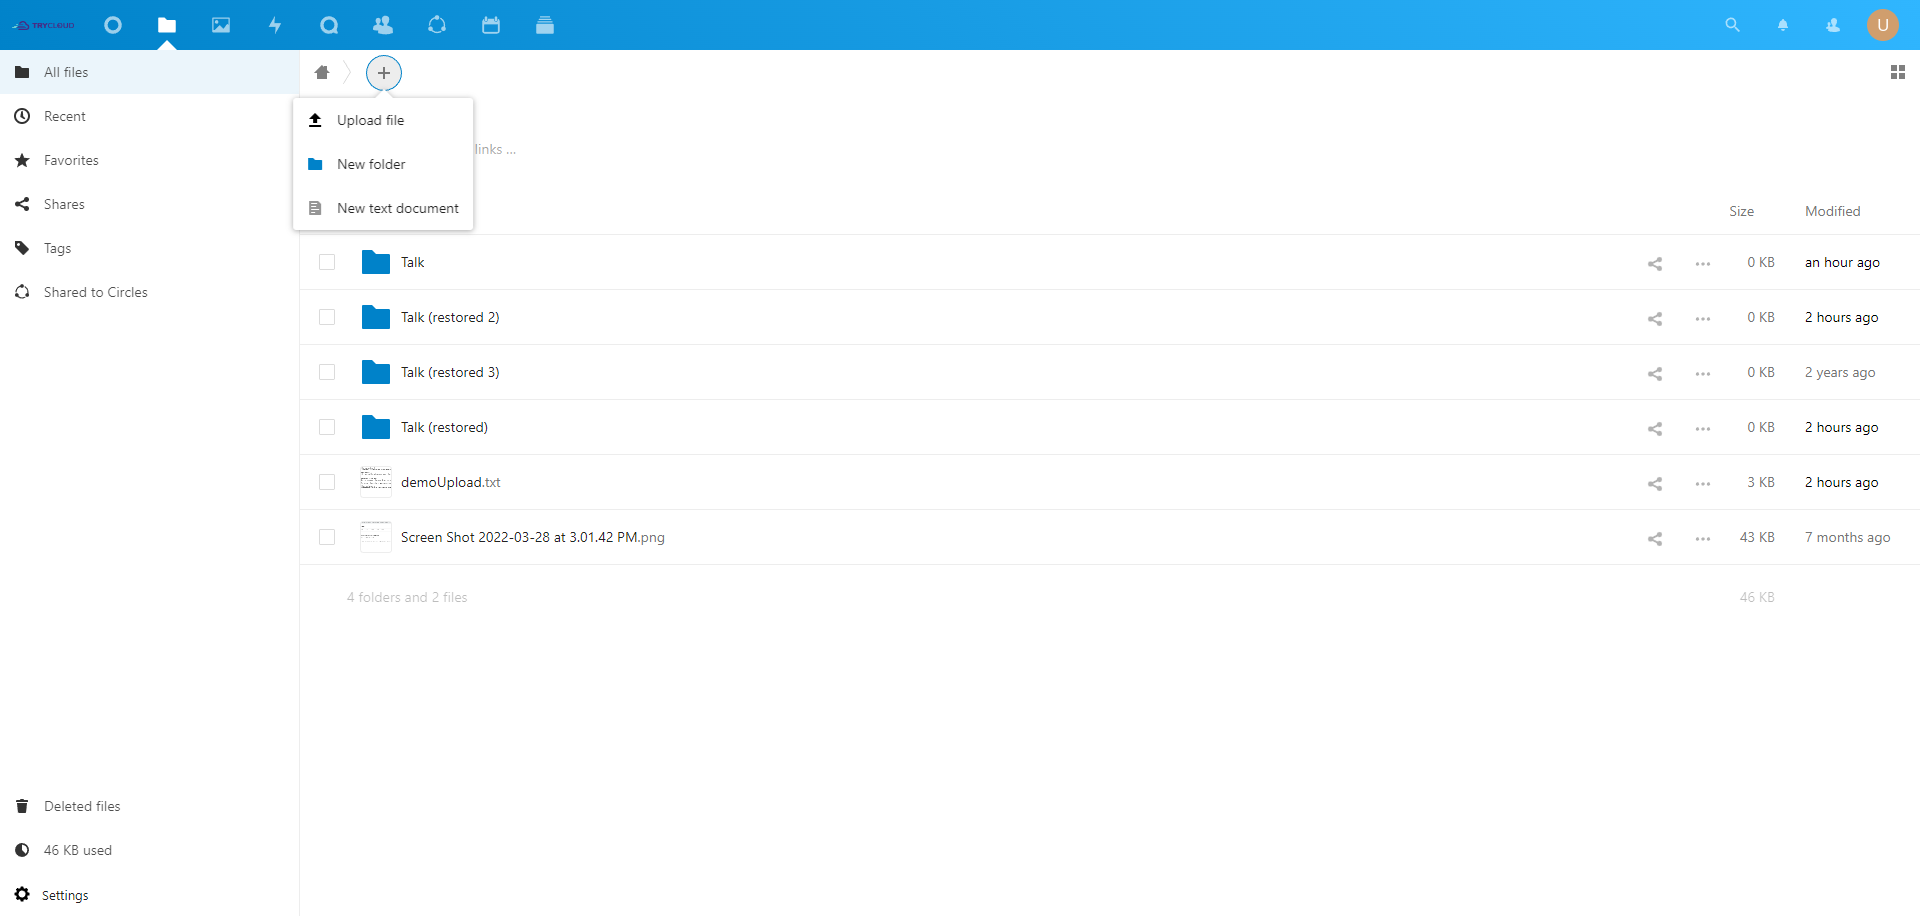 TRYCLOUD
U
All files
Recent
Favorites
Shares
Tags
Shared to Circles
Upload file
New folder
New text document
links ...
Size Modified
Talk 0 KB an hour ago
Talk (restored 2) 0 KB 2 hours ago
Talk (restored 3) 0 KB 2 years ago
Talk (restored) 0 KB 2 hours ago
demoUpload.txt 3 KB 2 hours ago
Screen Shot 2022-03-28 at 3.01.42 PM.png 43 KB 7 months ago
4 folders and 2 files 46 KB
Deleted files
46 KB used
Settings